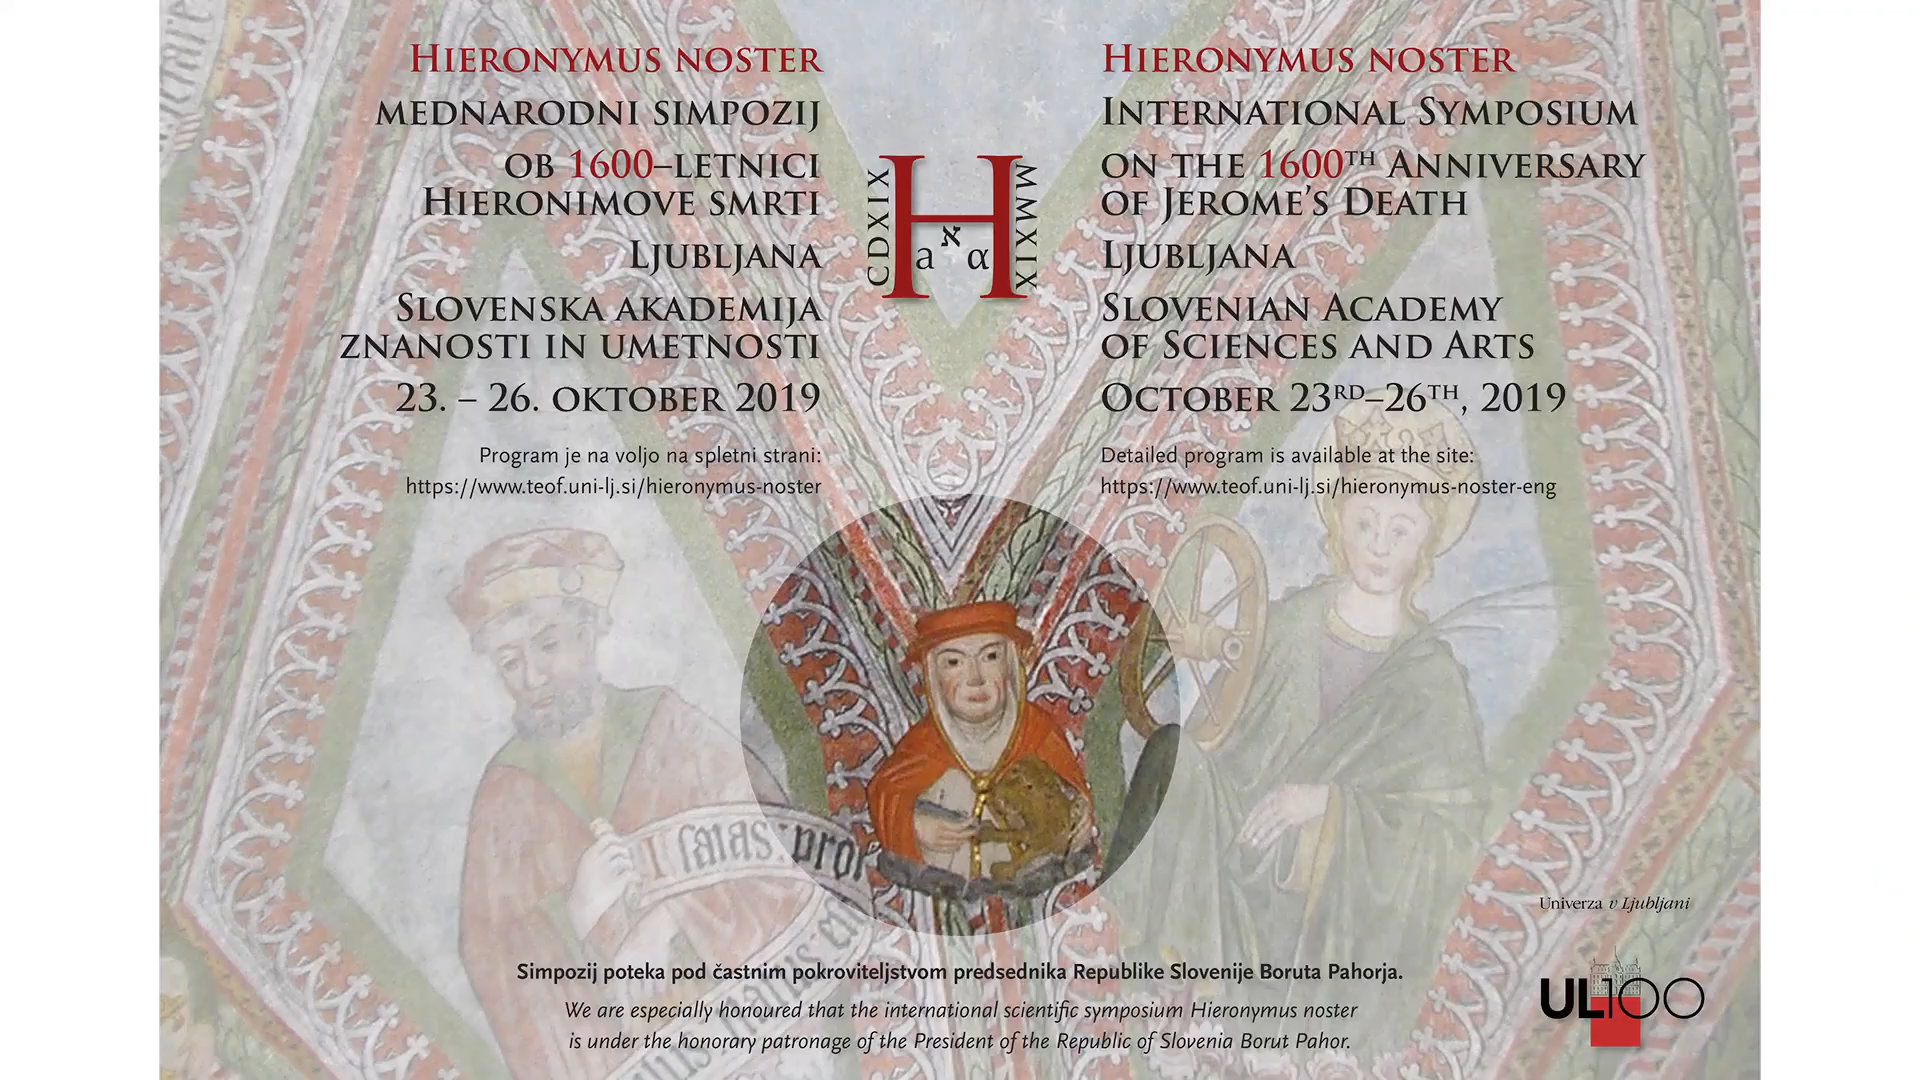 HIERONYMUS NOSTER
MEDNARODNI SIMPOZIJ
OB 1600–LETNICI
HIERONIMOVE SMRTI
LJUBLJANA
SLOVENSKA AKADEMIJA
ZNANOSTI IN UMETNOSTI
23. – 26. OKTOBER 2019
Program je na voljo na spletni strani:
https://www.teof.uni-lj.si/hieronymus-noster
CDXIX
H
a א α
MMXIX
HIERONYMUS NOSTER
INTERNATIONAL SYMPOSIUM
ON THE 1600TH ANNIVERSARY
OF JEROME’S DEATH
LJUBLJANA
SLOVENIAN ACADEMY
OF SCIENCES AND ARTS
OCTOBER 23RD–26TH, 2019
Detailed program is available at the site:
https://www.teof.uni-lj.si/hieronymus-noster-eng
Isaias: prop
Univerza v Ljubljani
UL100
Simpozij poteka pod častnim pokroviteljstvom predsednika Republike Slovenije Boruta Pahorja.
We are especially honoured that the international scientific symposium Hieronymus noster
is under the honorary patronage of the President of the Republic of Slovenia Borut Pahor.